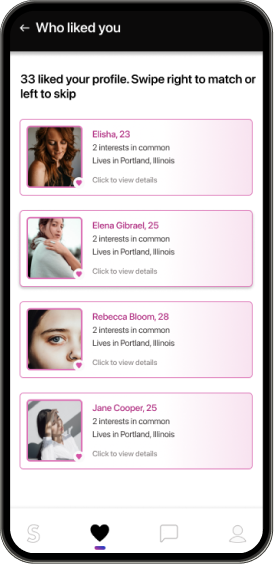 Who liked you
33 liked your profile. Swipe right to match or
left to skip
Elisha, 23
2 interests in common
Lives in Portland, Illinois
Click to view details
Elena Gibrael, 25
2 interests in common
Lives in Portland, Illinois
Click to view details
Rebecca Bloom, 28
2 interests in common
Lives in Portland, Illinois
Click to view details
Jane Cooper, 25
2 interests in common
Lives in Portland, Illinois
Click to view details
S